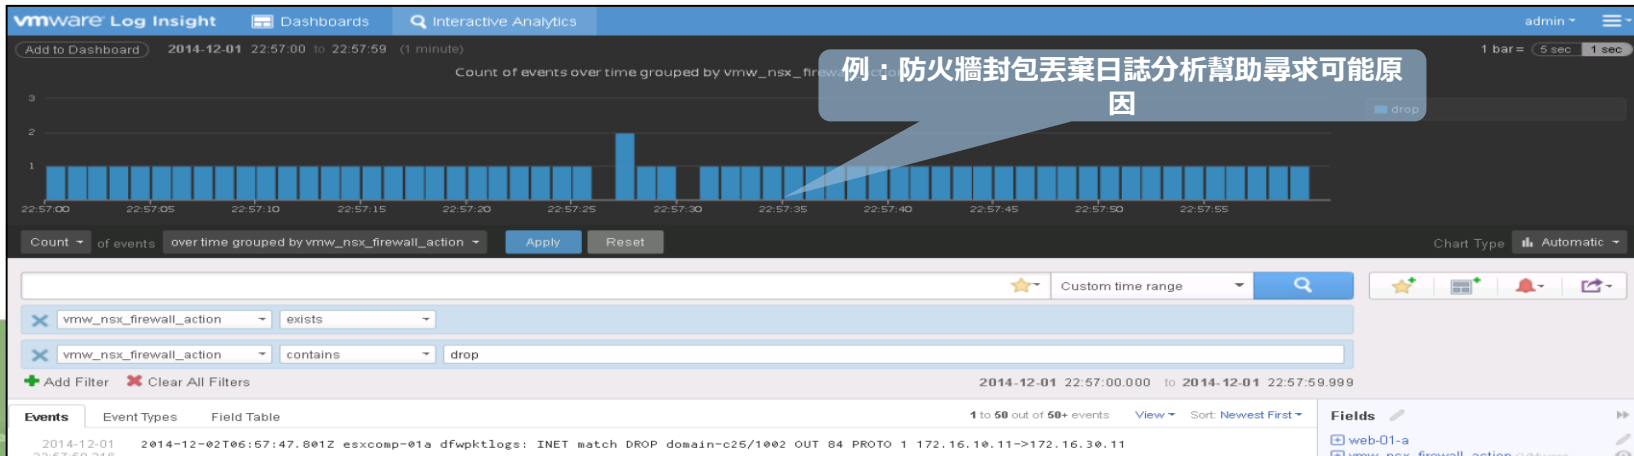 vmware Log Insight Dashboards Interactive Analytics admin
Add to Dashboard 2014-12-01 22:57:00 to 22:57:59 (1 minute) 1 bar = 5 sec 1 sec
Count of events over time grouped by vmw_nsx_firewall_action
例：防火牆封包丟棄日誌分析幫助尋求可能原
因
drop
3
2
1
22:57:00 22:57:05 22:57:10 22:57:15 22:57:20 22:57:25 22:57:30 22:57:35 22:57:40 22:57:45 22:57:50 22:57:55
Count of events over time grouped by vmw_nsx_firewall_action Apply Reset Chart Type Automatic
Custom time range
vmw_nsx_firewall_action exists
vmw_nsx_firewall_action contains drop
Add Filter Clear All Filters 2014-12-01 22:57:00.000 to 2014-12-01 22:57:59.999
Events Event Types Field Table 1 to 50 out of 50+ events View Sort: Newest First Fields
2014-12-01 2014-12-02T06:57:47.801Z esxcomp-01a dfwpktlogs: INET match DROP domain-c25/1002 OUT 84 PROTO 1 172.16.10.11->172.16.30.11
web-01-a
vmw_nsx_firewall_action